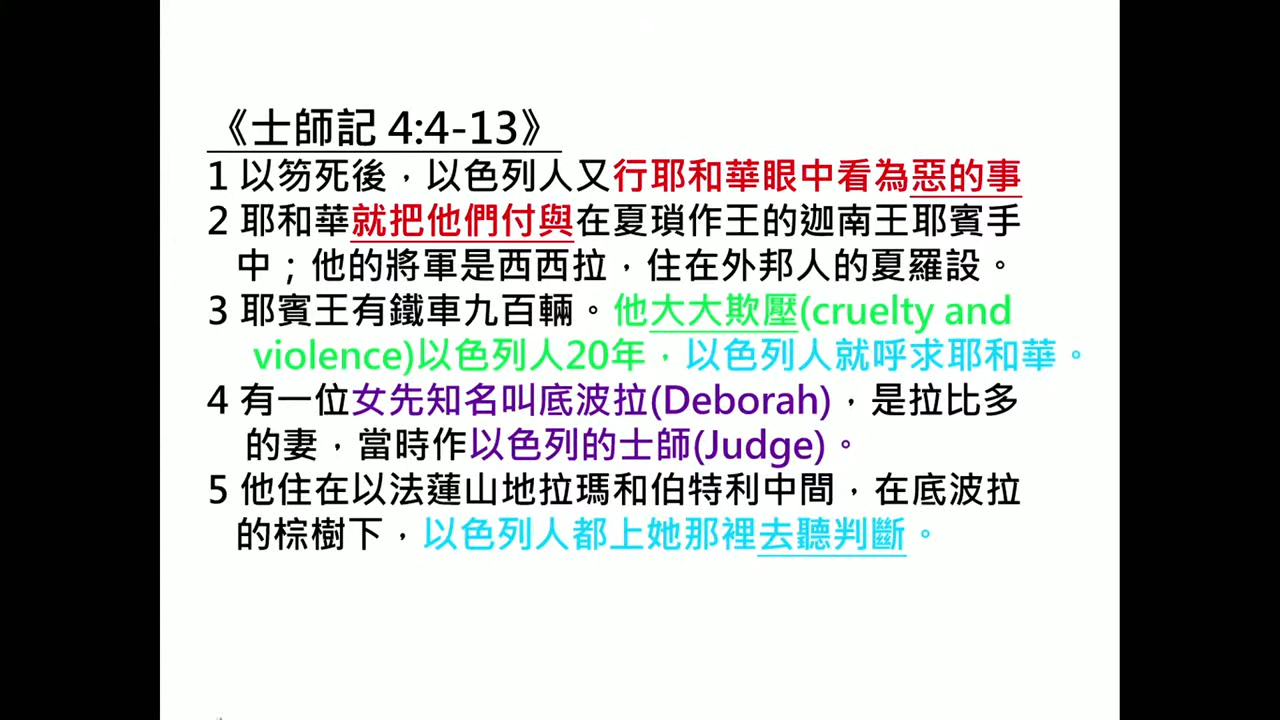 《士師記 4:4-13》
1 以笏死後，以色列人又行耶和華眼中看為惡的事
2 耶和華就把他們付與在夏瑣作王的迦南王耶賓手
中；他的將軍是西西拉，住在外邦人的夏羅設。
3 耶賓王有鐵車九百輛。他大大欺壓(cruelty and
violence)以色列人20年，以色列人就呼求耶和華。
4 有一位女先知名叫底波拉(Deborah)，是拉比多
的妻，當時作以色列的士師(Judge)。
5 他住在以法蓮山地拉瑪和伯特利中間，在底波拉
的棕樹下，以色列人都上她那裡去聽判斷。